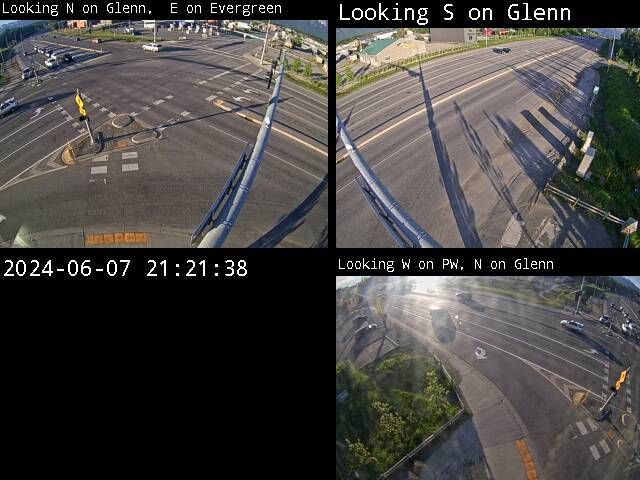 Looking N on Glenn,  E on Evergreen
Looking S on Glenn
2024-06-07 21:21:38
Looking W on PW, N on Glenn